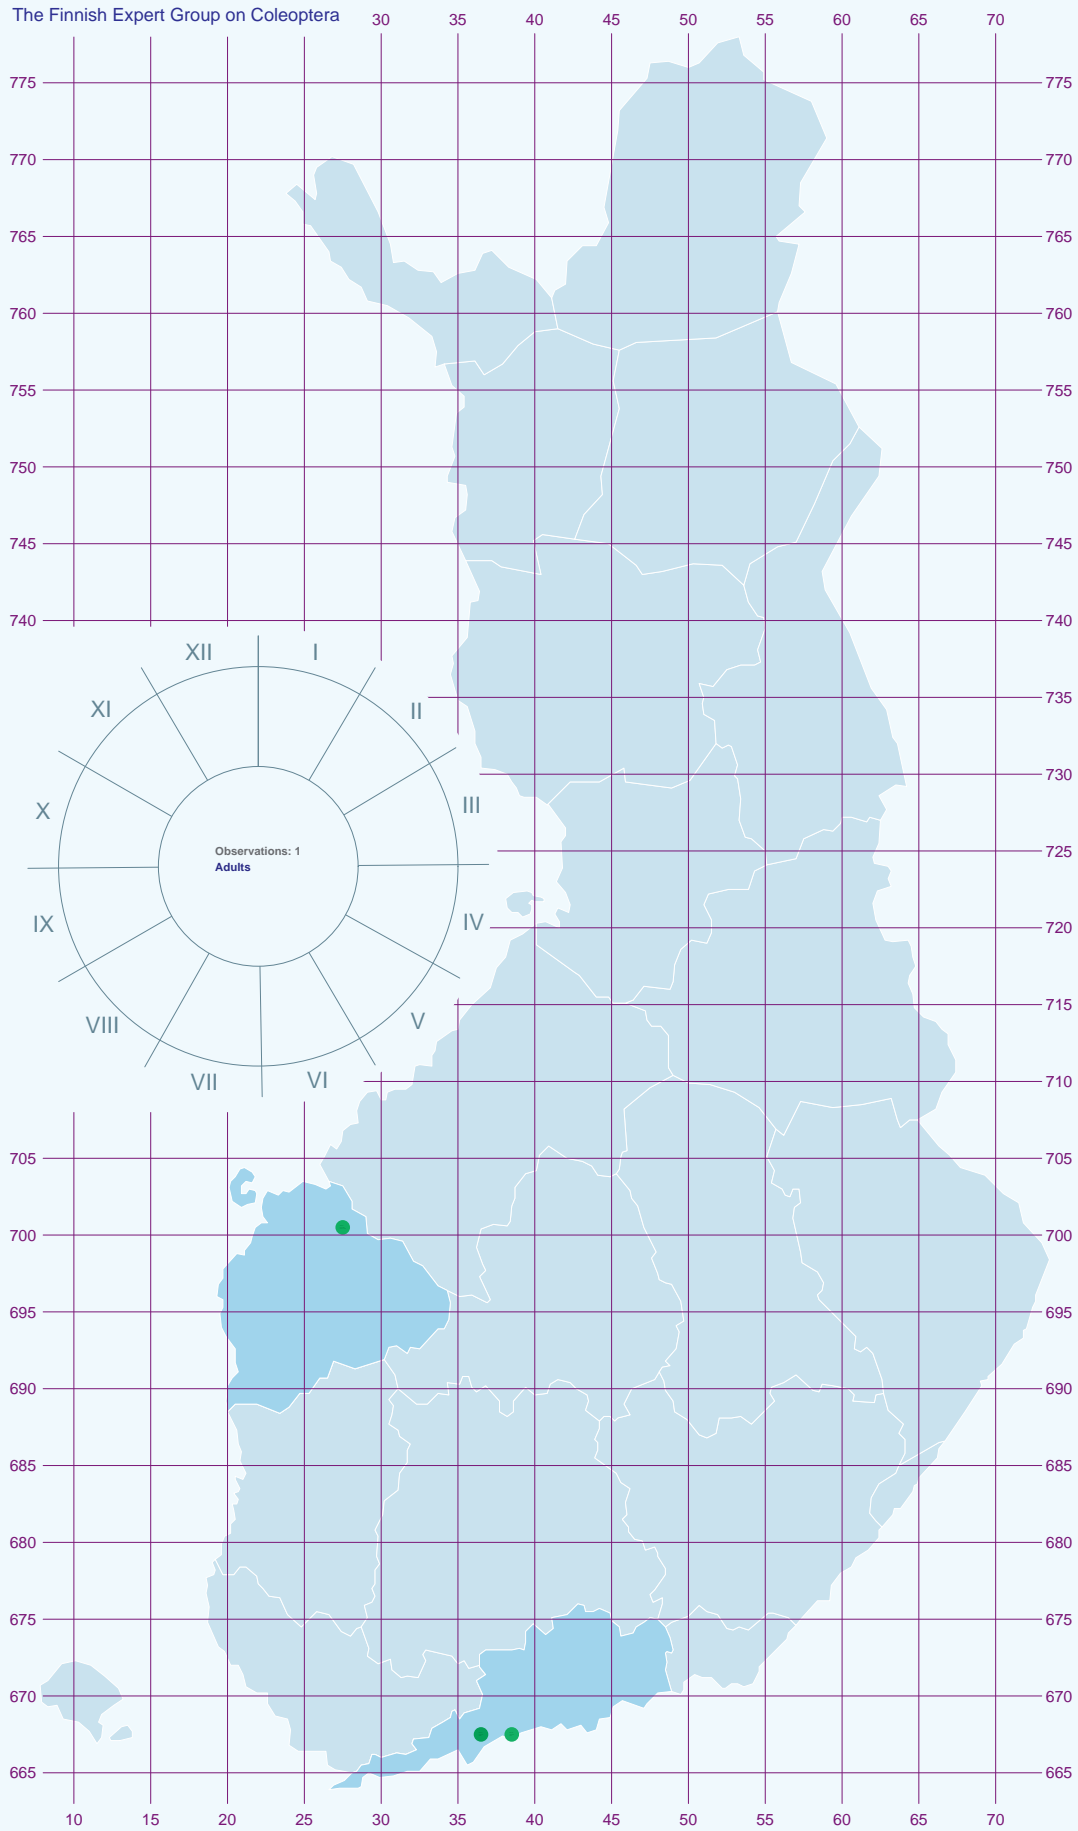 The Finnish Expert Group on Coleoptera
30 35 40 45 50 55 60 65 70
775 775
770 770
765 765
760 760
755 755
750 750
745 745
740 740
XII I
XI II
735
730
X III
Observations: 1
Adults
725
IX IV
720
VIII V
715
VII VI
710
705 705
700 700
695 695
690 690
685 685
680 680
675 675
670 670
665 665
10 15 20 25 30 35 40 45 50 55 60 65 70